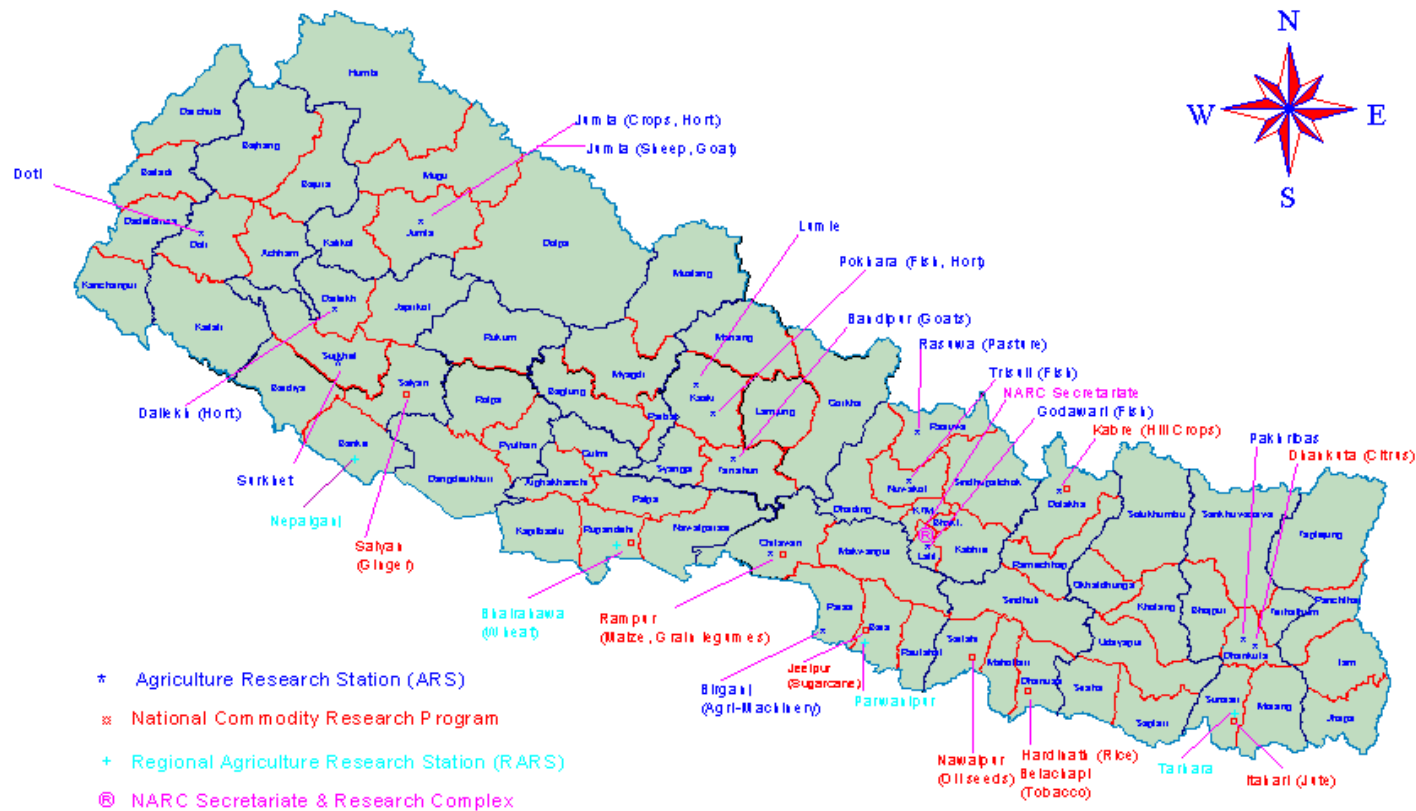 N
W E
S
Humla
Darchula
Bajhang
Jumla (Crops, Hort)
Jumla (Sheep, Goat)
Baitadi
Bajura
Mugu
Doti
Dadeldhura
Doti
Achham
Kalikot
Jumla
Dolpa
Lumle
Mustang
Pokhara (Fish, Hort)
Kanchanpur
Dailekh
Jajarkot
Bandipur (Goats)
Kailali
Rukum
Manang
Rasuwa (Pasture)
Surkhet
Myagdi
Trisuli (Fish)
Bardiya
Salyan
Rolpa
Baglung
Kaski
Lamjung
Gorkha
NARC Secretariate
Dailekh (Hort)
Parbat
Rasuwa
Godawari (Fish)
Kabre (Hill Crops)
Banke
Pyuthan
Gulmi
Syangja
Tanahun
Nuwakot
Sindhupalchok
Pakhribas
Dhankuta (Citrus)
Surkhet
Dangdeukhuri
Arghakhanchi
Palpa
Dhading
KTM
Bhakt.
Dolakha
Solukhumbu
Sankhuwasava
Taplejung
Nepalganj
Kapilbastu
Rupandehi
Nawalparasi
Chitawan
Makwanpur
Lalit
Kabhre
Ramechhap
Okhaldhunga
Khotang
Bhojpur
Terhathum
Panchthar
Salyan
(Ginger)
Bhairahawa
(Wheat)
Rampur
(Maize, Grain legumes)
Parsa
Bara
Rautahat
Sarlahi
Sindhuli
Mahottari
Dhanusa
Siraha
Udayapur
Dhankuta
Ilam
Saptari
Sunsari
Morang
Jhapa
Jeetpur
(Sugarcane)
Birganj
(Agri-Machinery)
Parwanipur
Nawalpur
(Oilseeds)
Hardinath (Rice)
Belachapi
(Tobacco)
Tarhara
Itahari (Jute)
* Agriculture Research Station (ARS)
National Commodity Research Program
+ Regional Agriculture Research Station (RARS)
® NARC Secretariate & Research Complex